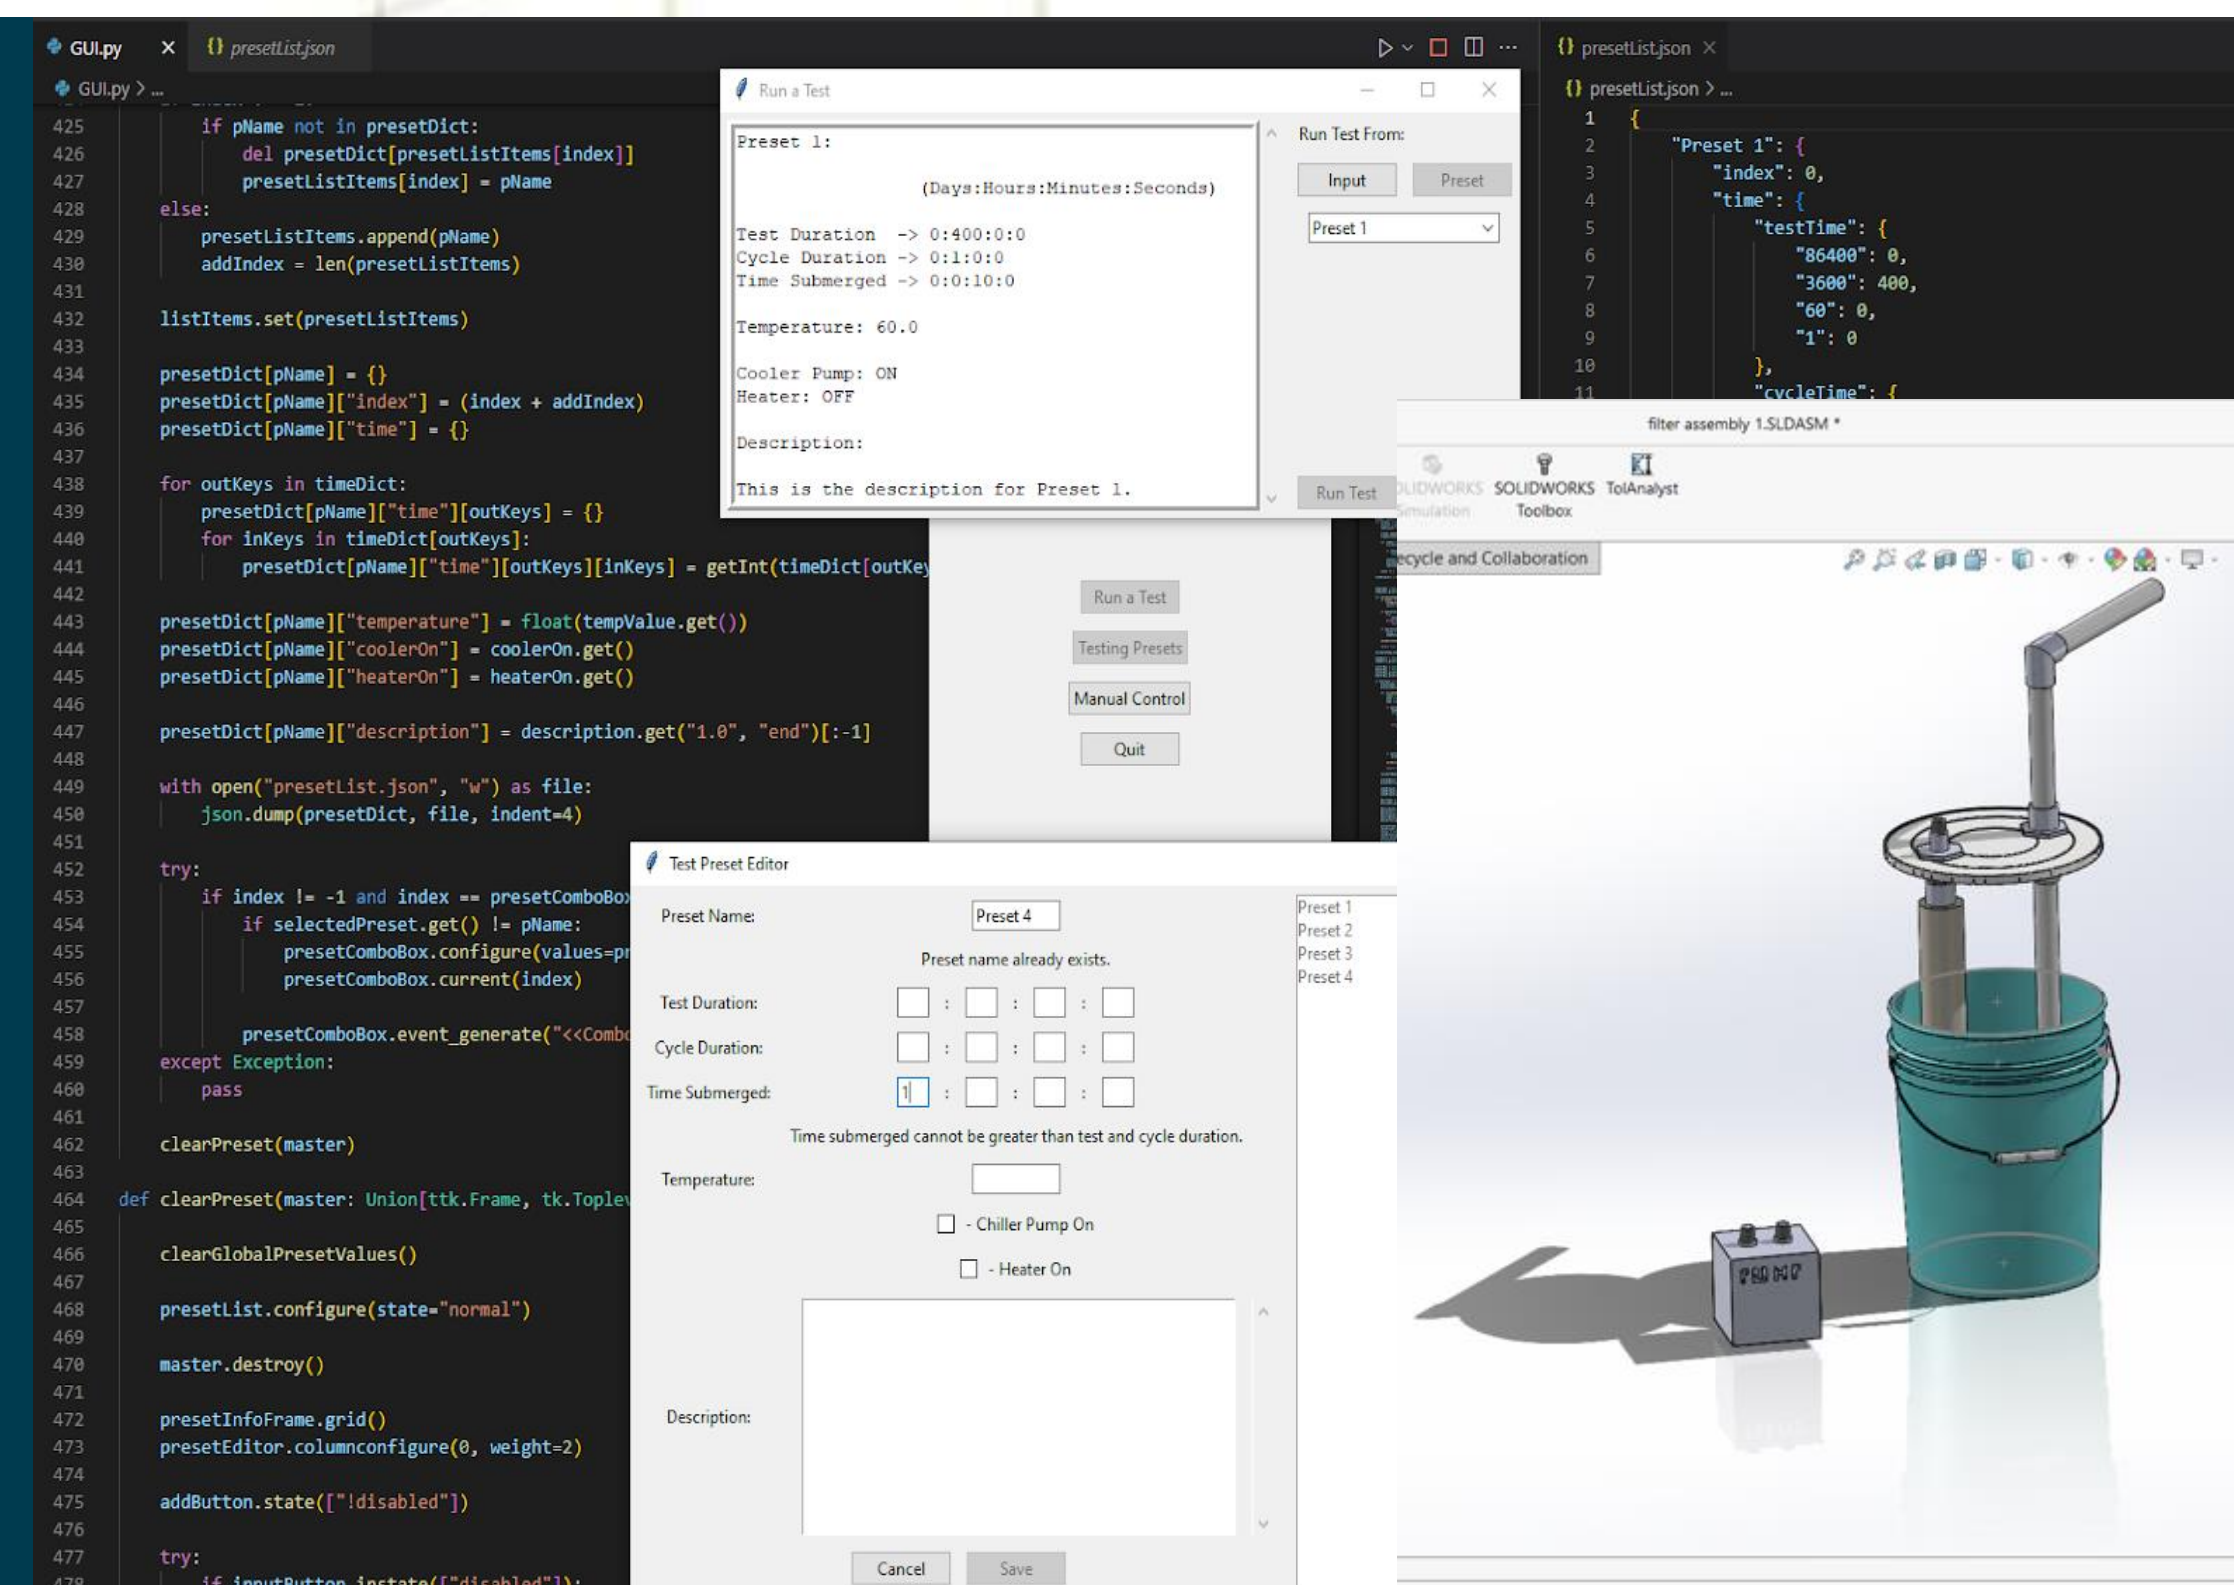 GUI.py
presetList.json
GUI.py > ...
425 if pName not in presetDict:
426 del presetDict[presetListItems[index]]
427 presetListItems[index] = pName
428 else:
429 presetListItems.append(pName)
430 addIndex = len(presetListItems)
431
432 listItems.set(presetListItems)
433
434 presetDict[pName] = {}
435 presetDict[pName]["index"] = (index + addIndex)
436 presetDict[pName]["time"] = {}
437
438 for outKeys in timeDict:
439 presetDict[pName]["time"][outKeys] = {}
440 for inKeys in timeDict[outKeys]:
441 presetDict[pName]["time"][outKeys][inKeys] = getInt(timeDict[outKey
442
443 presetDict[pName]["temperature"] = float(tempValue.get())
444 presetDict[pName]["coolerOn"] = coolerOn.get()
445 presetDict[pName]["heaterOn"] = heaterOn.get()
446
447 presetDict[pName]["description"] = description.get("1.0", "end")[:-1]
448
449 with open("presetList.json", "w") as file:
450 json.dump(presetDict, file, indent=4)
451
452 try:
453 if index != -1 and index == presetComboBox
454 if selectedPreset.get() != pName:
455 presetComboBox.configure(values=pr
456 presetComboBox.current(index)
457
458 presetComboBox.event_generate("<<Combo
459 except Exception:
460 pass
461
462 clearPreset(master)
463
464 def clearPreset(master: Union[ttk.Frame, tk.Toplev
465
466 clearGlobalPresetValues()
467
468 presetList.configure(state="normal")
469
470 master.destroy()
471
472 presetInfoFrame.grid()
473 presetEditor.columnconfigure(0, weight=2)
474
475 addButton.state(["!disabled"])
476
477 try:
478 if inputButton.instate(["disabled"]):
Run a Test
Preset 1:
(Days:Hours:Minutes:Seconds)
Test Duration -> 0:400:0:0
Cycle Duration -> 0:1:0:0
Time Submerged -> 0:0:10:0
Temperature: 60.0
Cooler Pump: ON
Heater: OFF
Description:
This is the description for Preset 1.
Run Test From:
Input Preset
Preset 1
Run Test
Run a Test
Testing Presets
Manual Control
Quit
Test Preset Editor
Preset Name: Preset 4
Preset name already exists.
Test Duration: : : :
Cycle Duration: : : :
Time Submerged: 1 : : :
Time submerged cannot be greater than test and cycle duration.
Temperature:
- Chiller Pump On
- Heater On
Description:
Cancel Save
Preset 1
Preset 2
Preset 3
Preset 4
presetList.json
presetList.json > ...
1 {
2 "Preset 1": {
3 "index": 0,
4 "time": {
5 "testTime": {
6 "86400": 0,
7 "3600": 400,
8 "60": 0,
9 "1": 0
10 },
11 "cycleTime": {
filter assembly 1.SLDASM *
SOLIDWORKS
Toolbox
TolAnalyst
ecycle and Collaboration